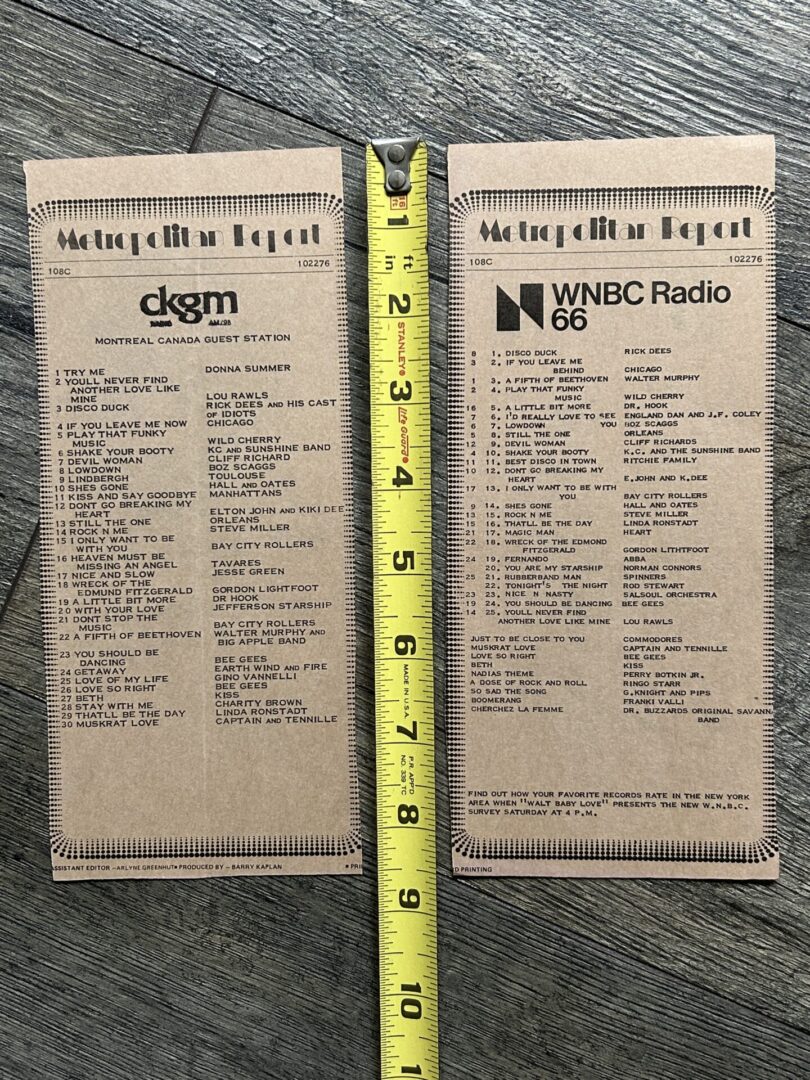 Metropolitan Report
108C 102276
ckgm
RADIO AM/98
MONTREAL CANADA GUEST STATION
1 TRY ME DONNA SUMMER
2 YOULL NEVER FIND
ANOTHER LOVE LIKE
MINE LOU RAWLS
3 DISCO DUCK RICK DEES AND HIS CAST
OF IDIOTS
4 IF YOU LEAVE ME NOW CHICAGO
5 PLAY THAT FUNKY
MUSIC WILD CHERRY
6 SHAKE YOUR BOOTY KC AND SUNSHINE BAND
7 DEVIL WOMAN CLIFF RICHARD
8 LOWDOWN BOZ SCAGGS
9 LINDBERGH TOULOUSE
10 SHES GONE HALL AND OATES
11 KISS AND SAY GOODBYE MANHATTANS
12 DONT GO BREAKING MY
HEART ELTON JOHN AND KIKI DEE
13 STILL THE ONE ORLEANS
14 ROCK N ME STEVE MILLER
15 I ONLY WANT TO BE
WITH YOU BAY CITY ROLLERS
16 HEAVEN MUST BE
MISSING AN ANGEL TAVARES
17 NICE AND SLOW JESSE GREEN
18 WRECK OF THE
EDMUND FITZGERALD GORDON LIGHTFOOT
19 A LITTLE BIT MORE DR HOOK
20 WITH YOUR LOVE JEFFERSON STARSHIP
21 DONT STOP THE
MUSIC BAY CITY ROLLERS
22 A FIFTH OF BEETHOVEN WALTER MURPHY AND
BIG APPLE BAND
23 YOU SHOULD BE
DANCING BEE GEES
24 GETAWAY EARTH WIND AND FIRE
25 LOVE OF MY LIFE GINO VANNELLI
26 LOVE SO RIGHT BEE GEES
27 BETH KISS
28 STAY WITH ME CHARITY BROWN
29 THATLL BE THE DAY LINDA RONSTADT
30 MUSKRAT LOVE CAPTAIN AND TENNILLE
ASSISTANT EDITOR -ARLYNE GREENHUT • PRODUCED BY - BARRY KAPLAN • PRI
16 ft
1
in ft
2
STANLEY
3
Life Guard
4
5
6
MADE IN U.S.A.
7
P.R. APP'D
NO. 339 TC
8
9
10
1
Metropolitan Report
108C 102276
WNBC Radio
66
8 1. DISCO DUCK RICK DEES
3 2. IF YOU LEAVE ME
BEHIND CHICAGO
1 3. A FIFTH OF BEETHOVEN WALTER MURPHY
2 4. PLAY THAT FUNKY
MUSIC WILD CHERRY
16 5. A LITTLE BIT MORE DR. HOOK
7 6. I'D REALLY LOVE TO SEE ENGLAND DAN AND J.F. COLEY
6 7. LOWDOWN YOU BOZ SCAGGS
5 8. STILL THE ONE ORLEANS
12 9. DEVIL WOMAN CLIFF RICHARDS
4 10. SHAKE YOUR BOOTY K.C. AND THE SUNSHINE BAND
11 11. BEST DISCO IN TOWN RITCHIE FAMILY
10 12. DONT GO BREAKING MY
HEART E.JOHN AND K.DEE
17 13. I ONLY WANT TO BE WITH
YOU BAY CITY ROLLERS
9 14. SHES GONE HALL AND OATES
13 15. ROCK N ME STEVE MILLER
15 16. THATLL BE THE DAY LINDA RONSTADT
21 17. MAGIC MAN HEART
22 18. WRECK OF THE EDMOND
FITZGERALD GORDON LITHTFOOT
24 19. FERNANDO ABBA
20. YOU ARE MY STARSHIP NORMAN CONNORS
25 21. RUBBERBAND MAN SPINNERS
22. TONIGHT'S THE NIGHT ROD STEWART
23 23. NICE N NASTY SALSOUL ORCHESTRA
19 24. YOU SHOULD BE DANCING BEE GEES
14 25. YOULL NEVER FIND
ANOTHER LOVE LIKE MINE LOU RAWLS
JUST TO BE CLOSE TO YOU COMMODORES
MUSKRAT LOVE CAPTAIN AND TENNILLE
LOVE SO RIGHT BEE GEES
BETH KISS
NADIAS THEME PERRY BOTKIN JR.
A DOSE OF ROCK AND ROLL RINGO STARR
SO SAD THE SONG G.KNIGHT AND PIPS
BOOMERANG FRANKI VALLI
CHERCHEZ LA FEMME DR. BUZZARDS ORIGINAL SAVANN
BAND
FIND OUT HOW YOUR FAVORITE RECORDS RATE IN THE NEW YORK
AREA WHEN "WALT BABY LOVE" PRESENTS THE NEW W.N.B.C.
SURVEY SATURDAY AT 4 P.M.
D PRINTING